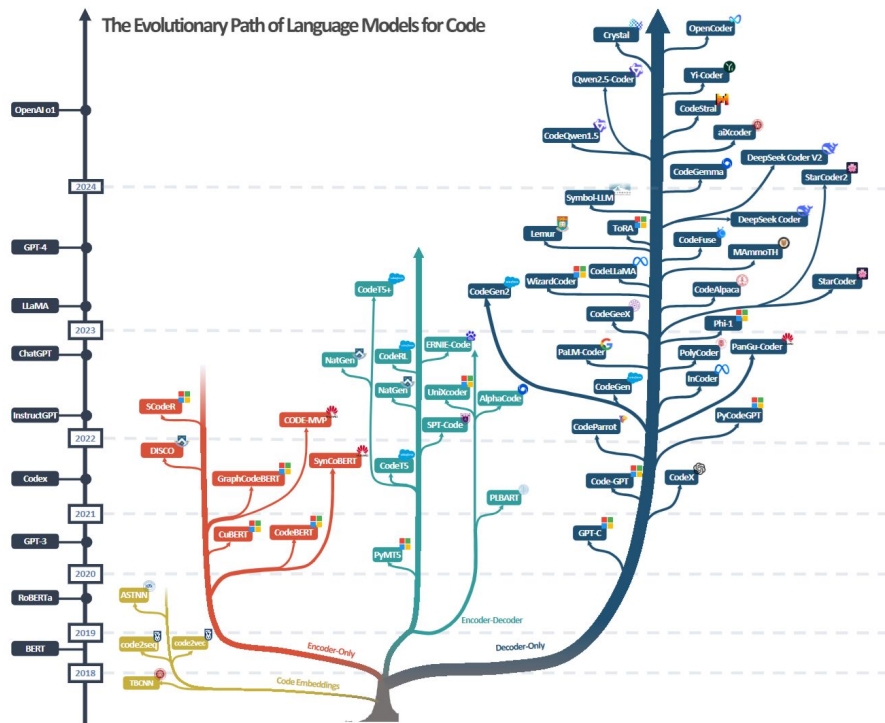 The Evolutionary Path of Language Models for Code
OpenAI o1
2024
GPT-4
LLaMA
2023
ChatGPT
InstructGPT
2022
Codex
2021
GPT-3
2020
RoBERTa
2019
BERT
2018
Code Embeddings
ASTNN
code2seq
code2vec
TBCNN
Encoder-Only
SCodeR
DISCO
CODE-MVP
SynCoBERT
GraphCodeBERT
CuBERT
CodeBERT
Encoder-Decoder
CodeT5+
NatGen
CodeRL
ERNIE-Code
NatGen
UniXcoder
AlphaCode
SPT-Code
CodeT5
PLBART
PyMT5
Decoder-Only
Crystal
OpenCoder
Qwen2.5-Coder
Yi-Coder
CodeStral
CodeQwen1.5
aiXcoder
DeepSeek Coder V2
CodeGemma
StarCoder2
Symbol-LLM
DeepSeek Coder
Lemur
ToRA
CodeFuse
MAmmoTH
WizardCoder
CodeLLaMA
CodeGen2
CodeAlpaca
StarCoder
CodeGeeX
Phi-1
PaLM-Coder
PolyCoder
PanGu-Coder
CodeGen
InCoder
CodeParrot
PyCodeGPT
Code-GPT
CodeX
GPT-C